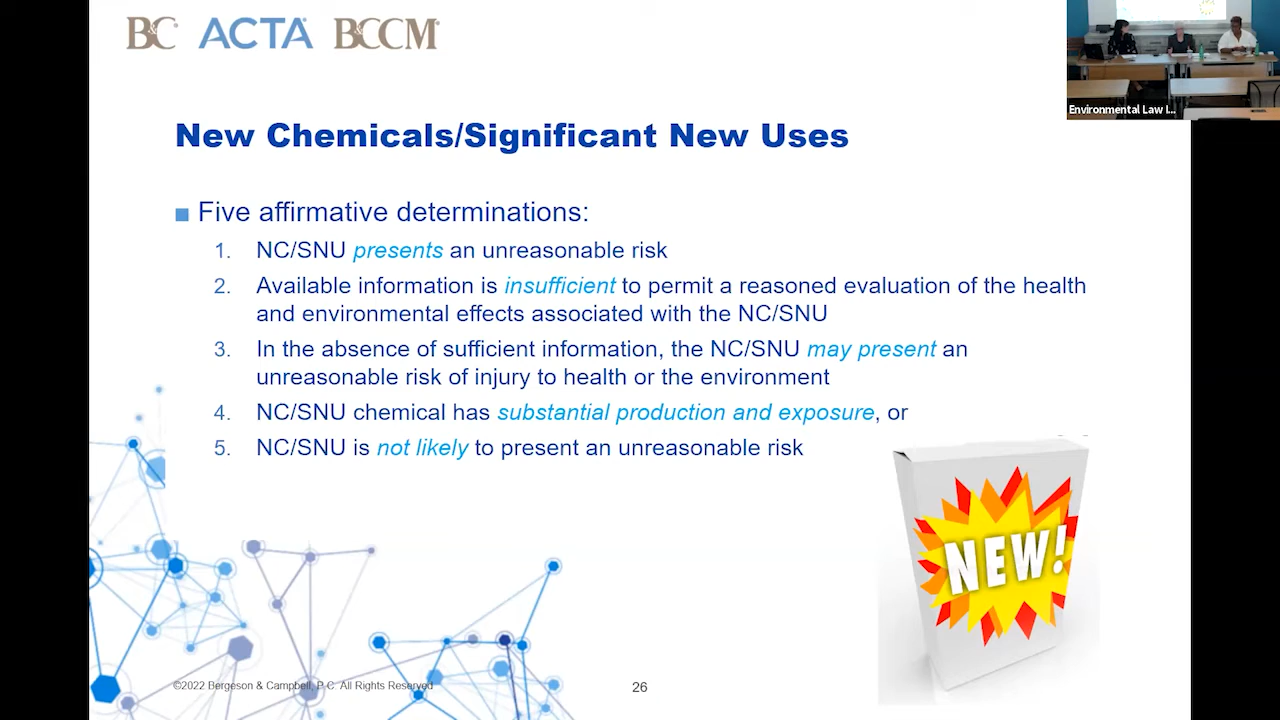 B&C® ACTA® BCCM®
Environmental Law I...
New Chemicals/Significant New Uses
Five affirmative determinations:
1. NC/SNU presents an unreasonable risk
2. Available information is insufficient to permit a reasoned evaluation of the health
and environmental effects associated with the NC/SNU
3. In the absence of sufficient information, the NC/SNU may present an
unreasonable risk of injury to health or the environment
4. NC/SNU chemical has substantial production and exposure, or
5. NC/SNU is not likely to present an unreasonable risk
NEW!
©2022 Bergeson & Campbell, P.C. All Rights Reserved
26